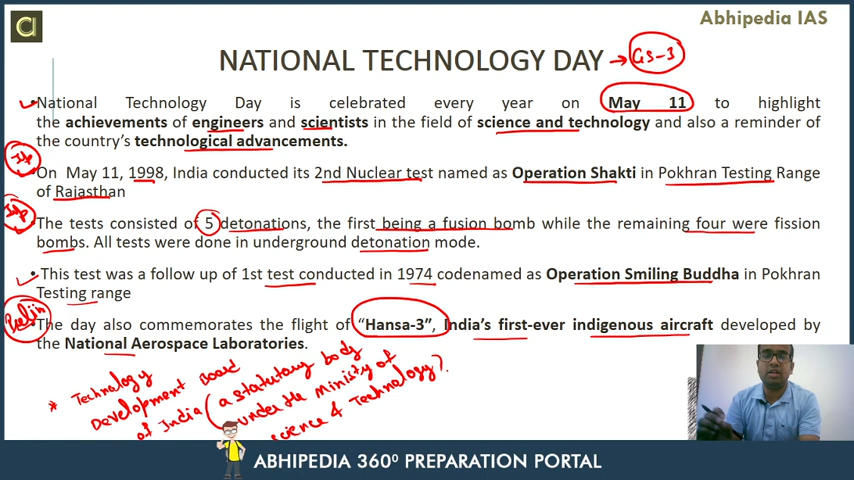 a
Abhipedia IAS
NATIONAL TECHNOLOGY DAY → GS-3
•National Technology Day is celebrated every year on May 11 to highlight
the achievements of engineers and scientists in the field of science and technology and also a reminder of
the country's technological advancements.
Imp
On May 11, 1998, India conducted its 2nd Nuclear test named as Operation Shakti in Pokhran Testing Range
of Rajasthan
Imp
The tests consisted of 5 detonations, the first being a fusion bomb while the remaining four were fission
bombs. All tests were done in underground detonation mode.
• This test was a follow up of 1st test conducted in 1974 codenamed as Operation Smiling Buddha in Pokhran
Testing range
Prelim
The day also commemorates the flight of "Hansa-3", India's first-ever indigenous aircraft developed by
the National Aerospace Laboratories.
* Technology
Development Board
of India (a statutory body
under the Ministry of
Science & Technology).
ABHIPEDIA 360⁰ PREPARATION PORTAL